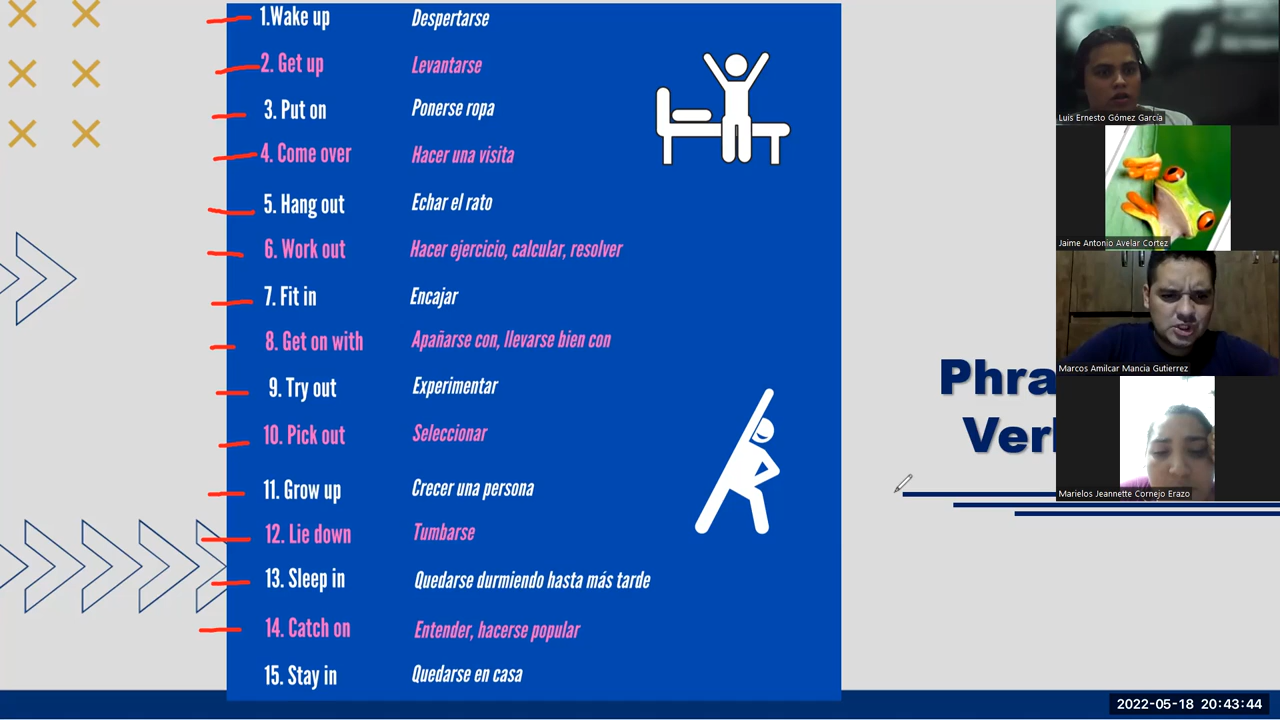 1.Wake up Despertarse
2. Get up Levantarse
3. Put on Ponerse ropa
4. Come over Hacer una visita
5. Hang out Echar el rato
6. Work out Hacer ejercicio, calcular, resolver
7. Fit in Encajar
8. Get on with Apañarse con, llevarse bien con
9. Try out Experimentar
10. Pick out Seleccionar
11. Grow up Crecer una persona
12. Lie down Tumbarse
13. Sleep in Quedarse durmiendo hasta más tarde
14. Catch on Entender, hacerse popular
15. Stay in Quedarse en casa
Phra
Ver
Luis Ernesto Gómez García
Jaime Antonio Avelar Cortez
Marcos Amilcar Mancia Gutierrez
Marielos Jeannette Cornejo Erazo
2022-05-18 20:43:44